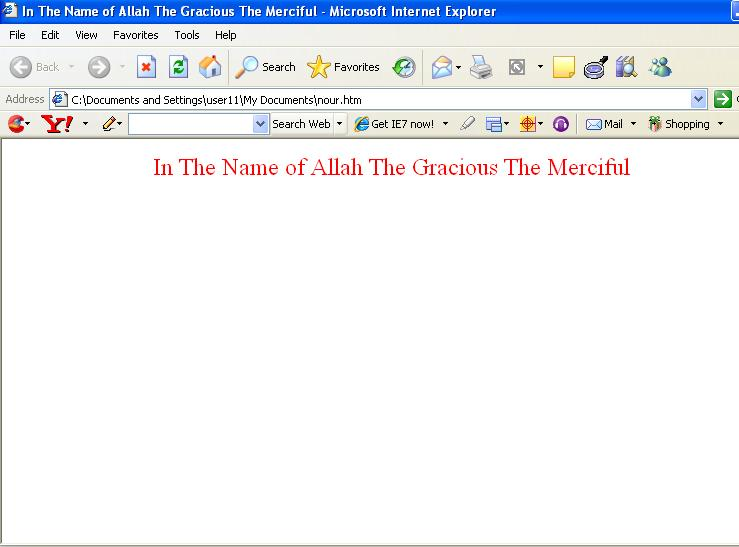 In The Name of Allah The Gracious The Merciful - Microsoft Internet Explorer
File Edit View Favorites Tools Help
Back Search Favorites
Address C:\Documents and Settings\user11\My Documents\nour.htm
Y! Search Web Get IE7 now! Mail Shopping
In The Name of Allah The Gracious The Merciful